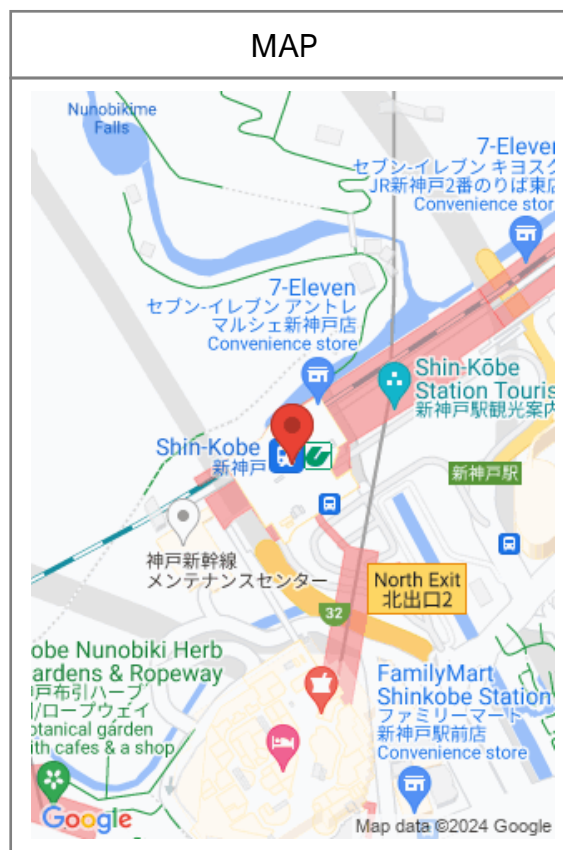 MAP
Nunobikime
Falls
7-Eleven
セブン-イレブン キヨスク
JR新神戸2番のりば東店
Convenience store
7-Eleven
セブン-イレブン アントレ
マルシェ新神戸店
Convenience store
Shin-Kōbe
Station Touris
新神戸駅観光案内
Shin-Kobe
新神戸
新神戸駅
神戸新幹線
メンテナンスセンター
North Exit
北出口2
32
obe Nunobiki Herb
ardens & Ropeway
戸布引ハーブ
/ロープウェイ
otanical garden
ith cafes & a shop
FamilyMart
Shinkobe Station
ファミリーマート
新神戸駅前店
Convenience store
Google
Map data ©2024 Google